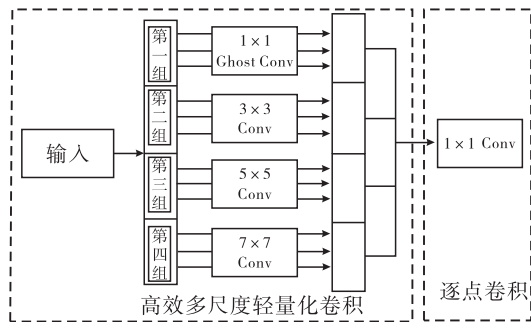 输入
第一组
1×1
Ghost Conv
第二组
3×3
Conv
第三组
5×5
Conv
第四组
7×7
Conv
1×1 Conv
高效多尺度轻量化卷积
逐点卷积